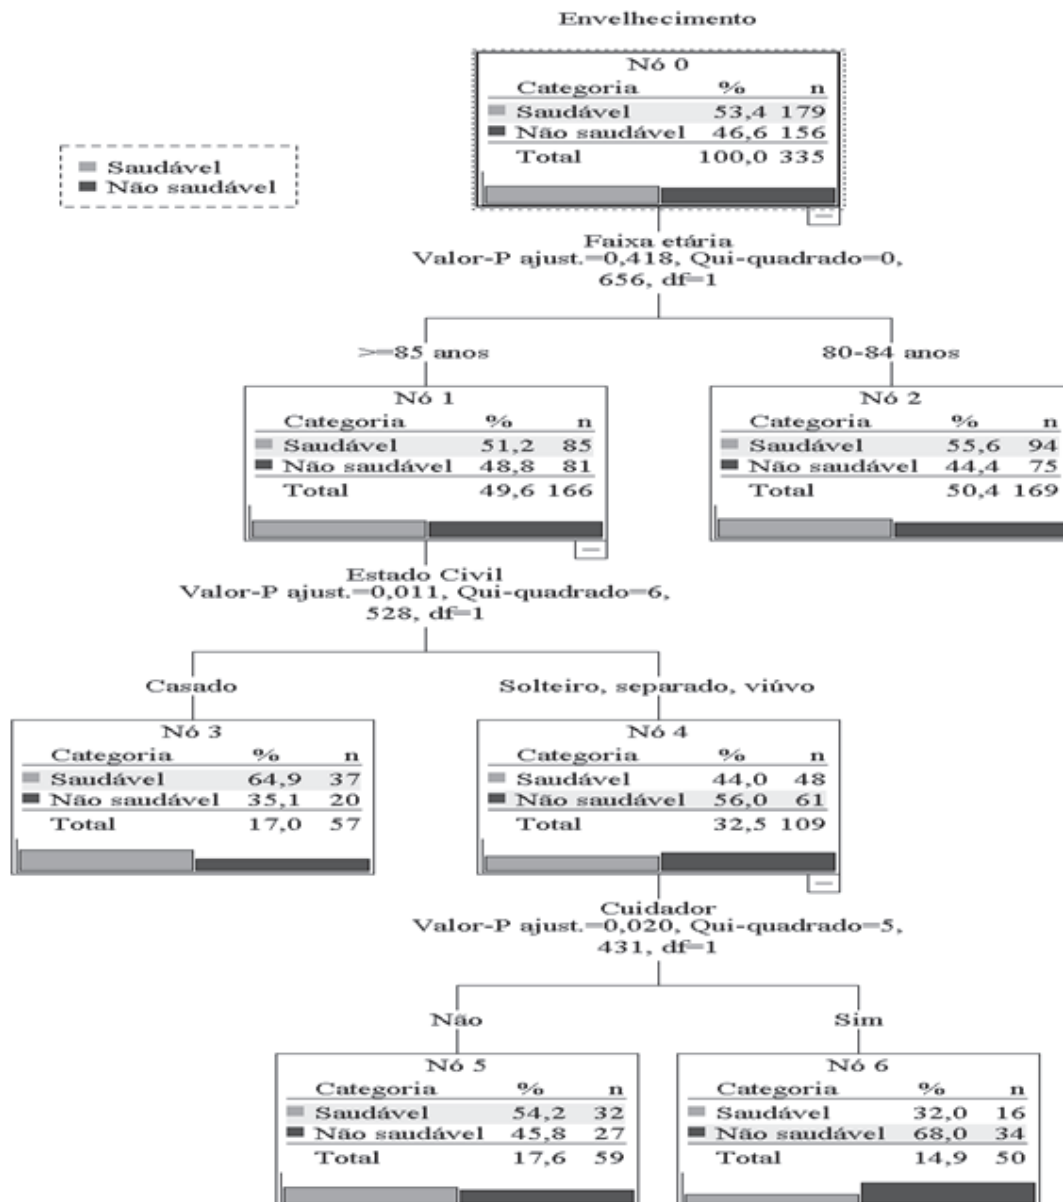 Envelhecimento
Nó 0
Categoria % n
Saudável 53,4 179
Não saudável 46,6 156
Total 100,0 335
Saudável
Não saudável
Faixa etária
Valor-P ajust.=0,418, Qui-quadrado=0,
656, df=1
>=85 anos
80-84 anos
Nó 1
Categoria % n
Saudável 51,2 85
Não saudável 48,8 81
Total 49,6 166
Nó 2
Categoria % n
Saudável 55,6 94
Não saudável 44,4 75
Total 50,4 169
Estado Civil
Valor-P ajust.=0,011, Qui-quadrado=6,
528, df=1
Casado
Solteiro, separado, viúvo
Nó 3
Categoria % n
Saudável 64,9 37
Não saudável 35,1 20
Total 17,0 57
Nó 4
Categoria % n
Saudável 44,0 48
Não saudável 56,0 61
Total 32,5 109
Cuidador
Valor-P ajust.=0,020, Qui-quadrado=5,
431, df=1
Não
Sim
Nó 5
Categoria % n
Saudável 54,2 32
Não saudável 45,8 27
Total 17,6 59
Nó 6
Categoria % n
Saudável 32,0 16
Não saudável 68,0 34
Total 14,9 50